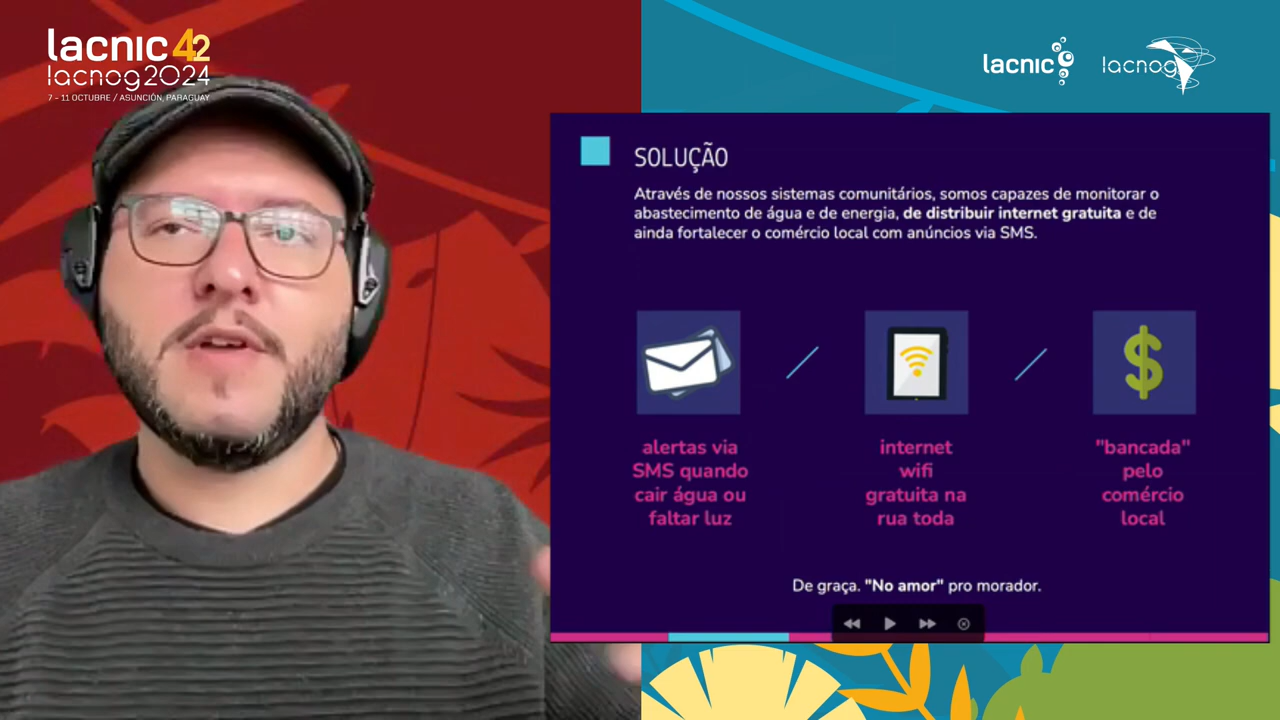 lacnic 42
lacnog2024
7 - 11 OCTUBRE / ASUNCIÓN, PARAGUAY
lacnic
lacnog
SOLUÇÃO
Através de nossos sistemas comunitários, somos capazes de monitorar o
abastecimento de água e de energia, de distribuir internet gratuita e de
ainda fortalecer o comércio local com anúncios via SMS.
alertas via
SMS quando
cair água ou
faltar luz
internet
wifi
gratuita na
rua toda
"bancada"
pelo
comércio
local
De graça. "No amor" pro morador.